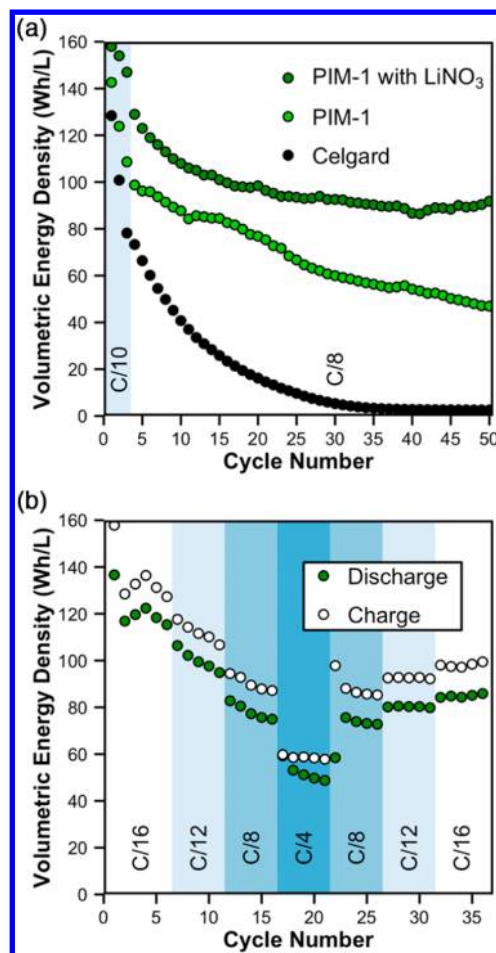 (a)
160
140
120
100
80
60
40
20
0
Volumetric Energy Density (Wh/L)
PIM-1 with LiNO₃
PIM-1
Celgard
C/10
C/8
0 5 10 15 20 25 30 35 40 45 50
Cycle Number
(b)
160
140
120
100
80
60
40
20
0
Volumetric Energy Density (Wh/L)
Discharge
Charge
C/16
C/12
C/8
C/4
C/8
C/12
C/16
0 5 10 15 20 25 30 35
Cycle Number